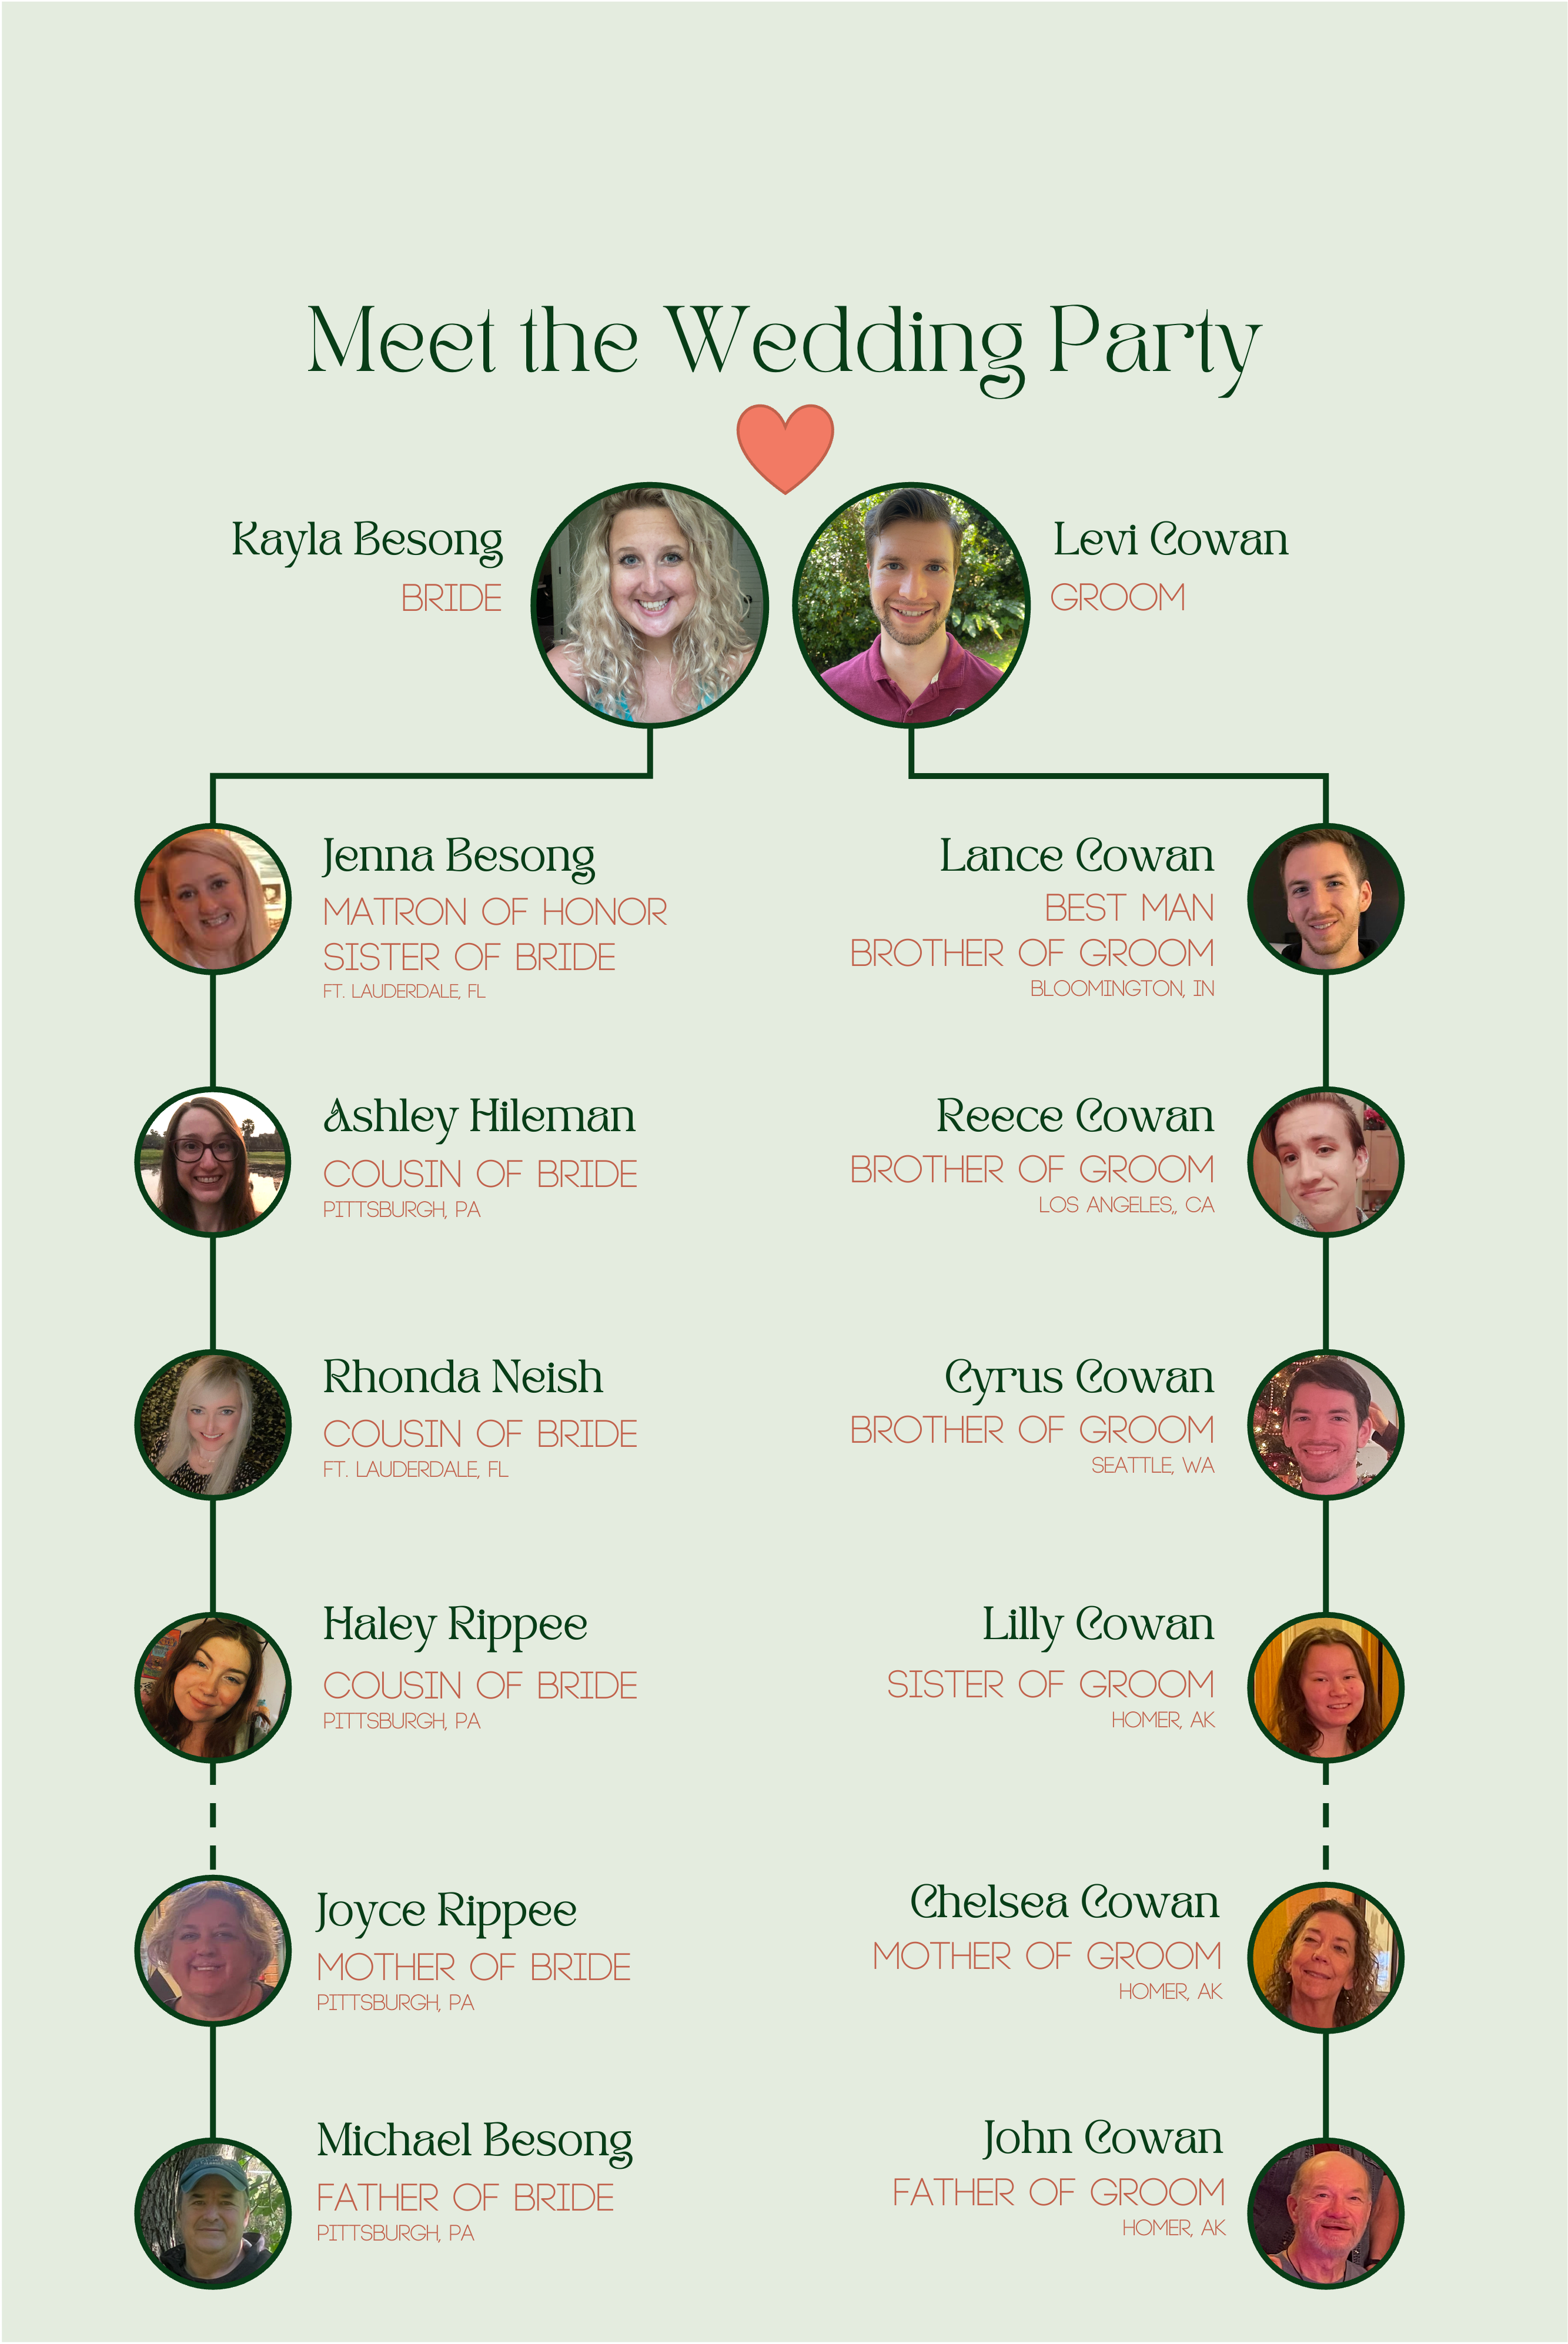 Meet the Wedding Party
Kayla Besong
BRIDE
Levi Cowan
GROOM
Jenna Besong
MATRON OF HONOR
SISTER OF BRIDE
FT. LAUDERDALE, FL
Ashley Hileman
COUSIN OF BRIDE
PITTSBURGH, PA
Rhonda Neish
COUSIN OF BRIDE
FT. LAUDERDALE, FL
Haley Rippee
COUSIN OF BRIDE
PITTSBURGH, PA
Joyce Rippee
MOTHER OF BRIDE
PITTSBURGH, PA
Michael Besong
FATHER OF BRIDE
PITTSBURGH, PA
Lance Cowan
BEST MAN
BROTHER OF GROOM
BLOOMINGTON, IN
Reece Cowan
BROTHER OF GROOM
LOS ANGELES,, CA
Cyrus Cowan
BROTHER OF GROOM
SEATTLE, WA
Lilly Cowan
SISTER OF GROOM
HOMER, AK
Chelsea Cowan
MOTHER OF GROOM
HOMER, AK
John Cowan
FATHER OF GROOM
HOMER, AK